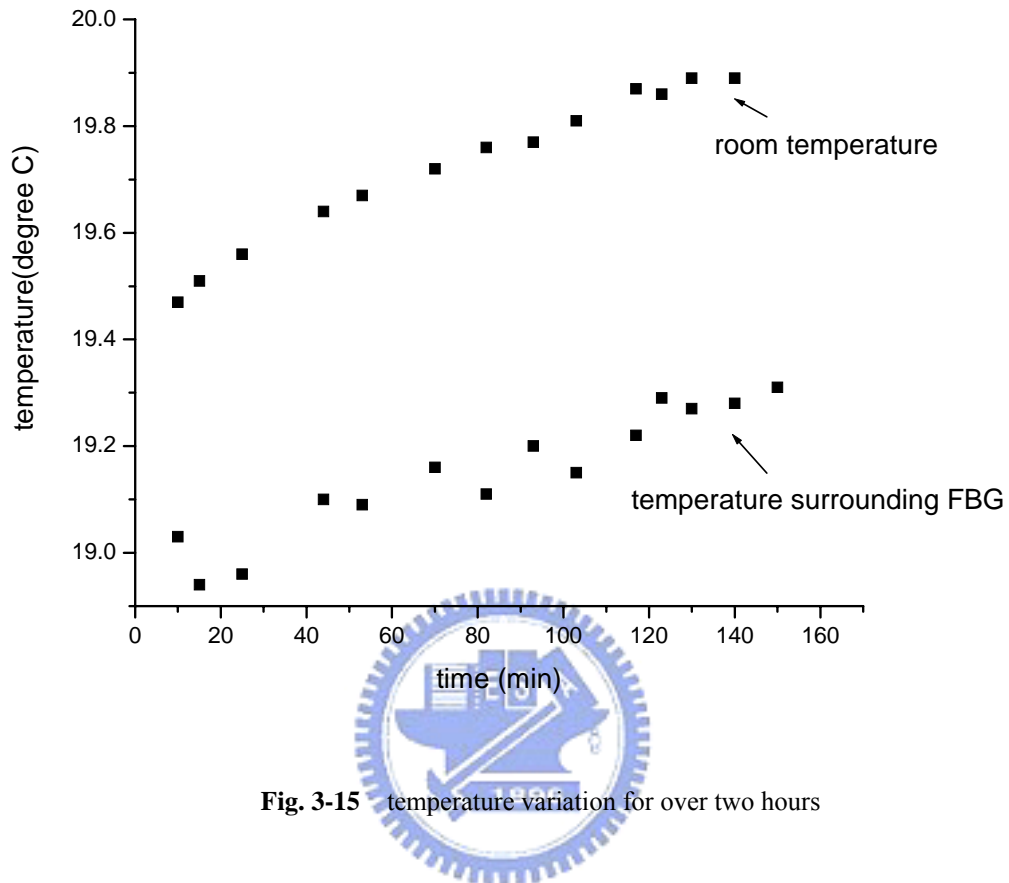 20.0
19.8
19.6
19.4
19.2
19.0
temperature(degree C)
room temperature
temperature surrounding FBG
0 20 40 60 80 100 120 140 160
time (min)
Fig. 3-15 temperature variation for over two hours